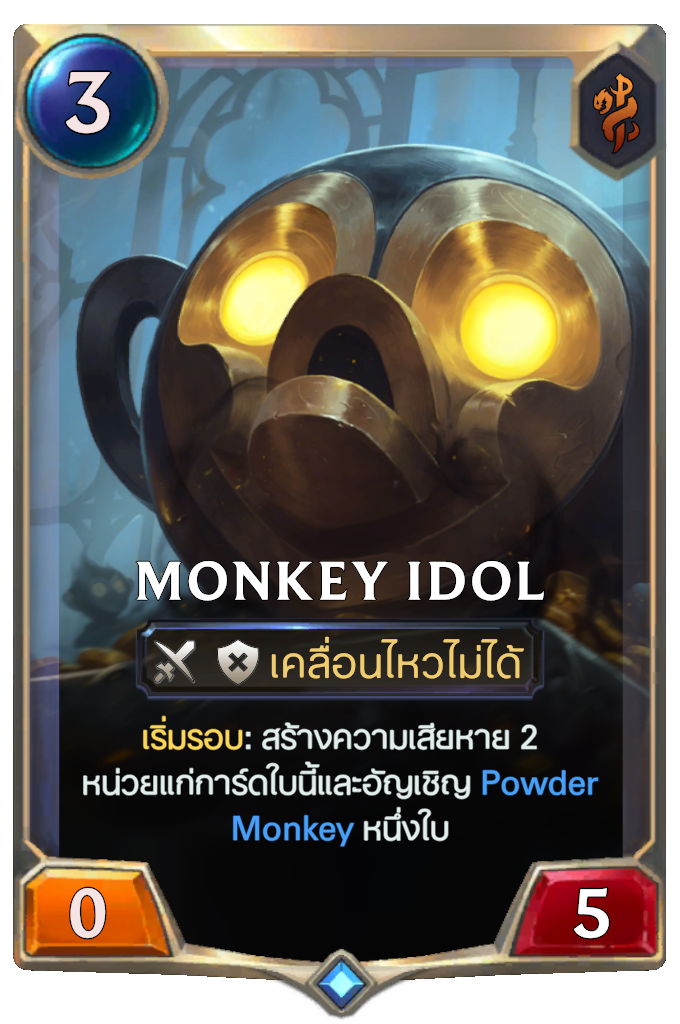 3
MONKEY IDOL
เคลื่อนไหวไม่ได้
เริ่มรอบ: สร้างความเสียหาย 2
หน่วยแก่การ์ดใบนี้และอัญเชิญ Powder
Monkey หนึ่งใบ
0
5